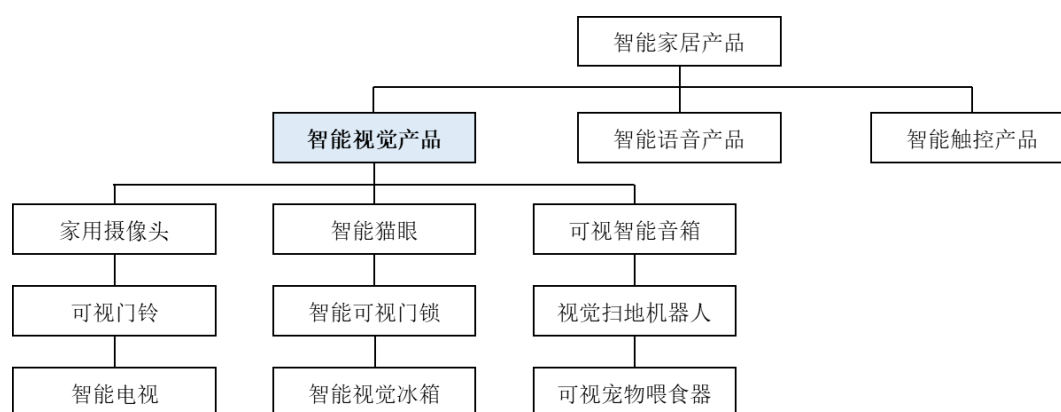 智能家居产品
智能视觉产品
智能语音产品
智能触控产品
家用摄像头
智能猫眼
可视智能音箱
可视门铃
智能可视门锁
视觉扫地机器人
智能电视
智能视觉冰箱
可视宠物喂食器